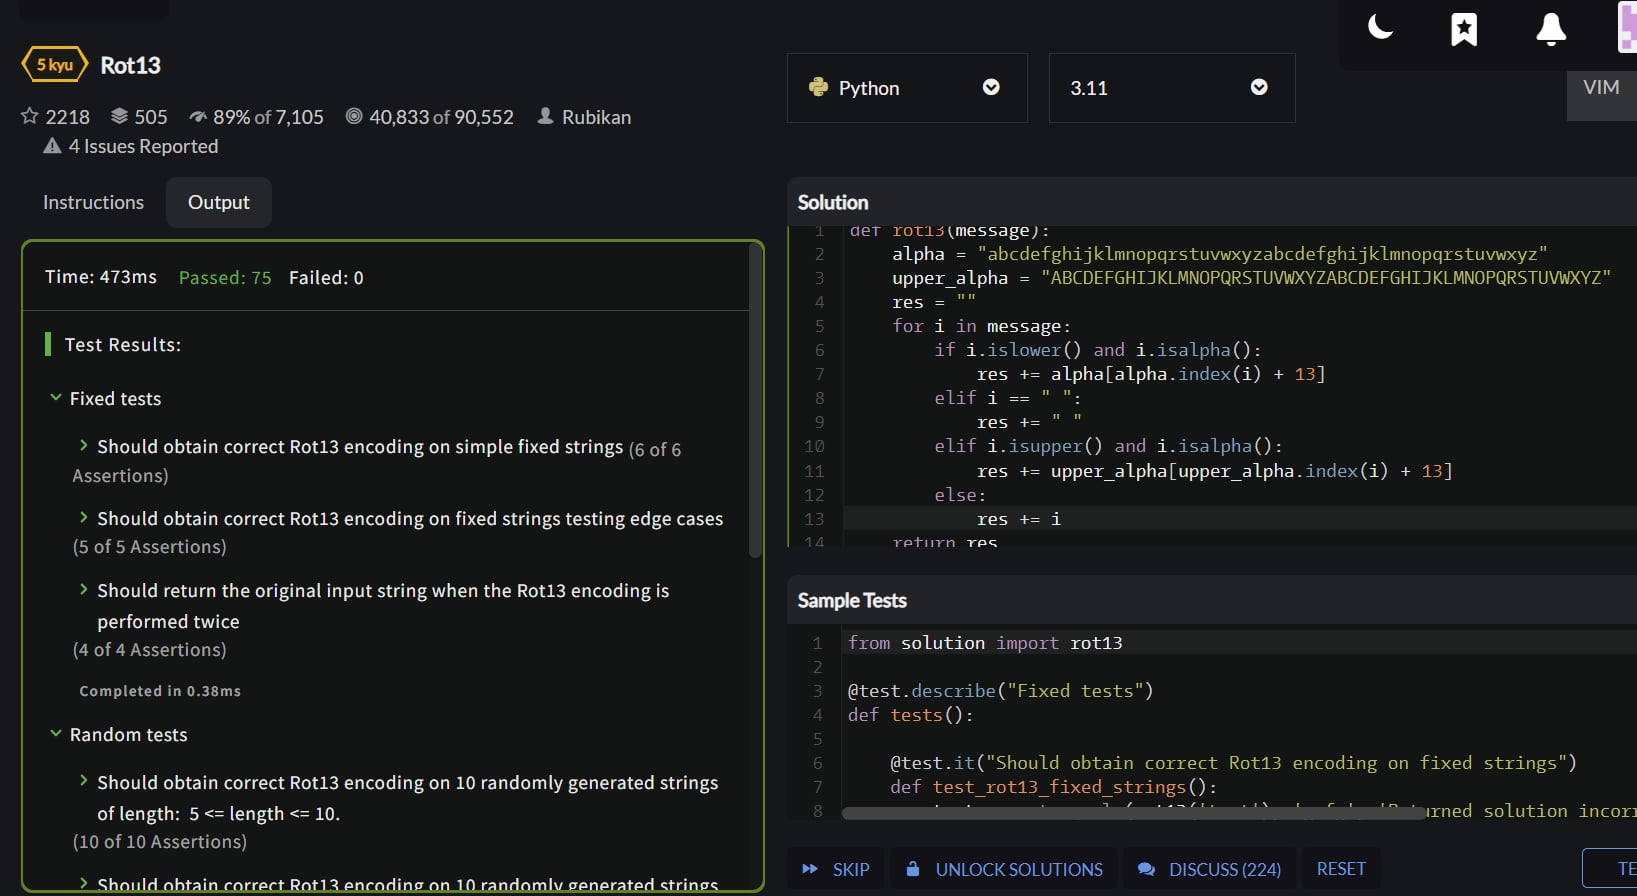 5 kyu Rot13
2218 505 89% of 7,105 40,833 of 90,552 Rubikan
4 Issues Reported
Instructions Output
Time: 473ms Passed: 75 Failed: 0
Test Results:
Fixed tests
Should obtain correct Rot13 encoding on simple fixed strings (6 of 6
Assertions)
Should obtain correct Rot13 encoding on fixed strings testing edge cases
(5 of 5 Assertions)
Should return the original input string when the Rot13 encoding is
performed twice
(4 of 4 Assertions)
Completed in 0.38ms
Random tests
Should obtain correct Rot13 encoding on 10 randomly generated strings
of length: 5 <= length <= 10.
(10 of 10 Assertions)
Should obtain correct Rot13 encoding on 10 randomly generated strings
Python 3.11 VIM
Solution
1 def rot13(message):
2 alpha = "abcdefghijklmnopqrstuvwxyzabcdefghijklmnopqrstuvwxyz"
3 upper_alpha = "ABCDEFGHIJKLMNOPQRSTUVWXYZABCDEFGHIJKLMNOPQRSTUVWXYZ"
4 res = ""
5 for i in message:
6 if i.islower() and i.isalpha():
7 res += alpha[alpha.index(i) + 13]
8 elif i == " ":
9 res += " "
10 elif i.isupper() and i.isalpha():
11 res += upper_alpha[upper_alpha.index(i) + 13]
12 else:
13 res += i
14 return res
Sample Tests
1 from solution import rot13
2
3 @test.describe("Fixed tests")
4 def tests():
5
6 @test.it("Should obtain correct Rot13 encoding on fixed strings")
7 def test_rot13_fixed_strings():
8 solution
SKIP UNLOCK SOLUTIONS DISCUSS (224) RESET